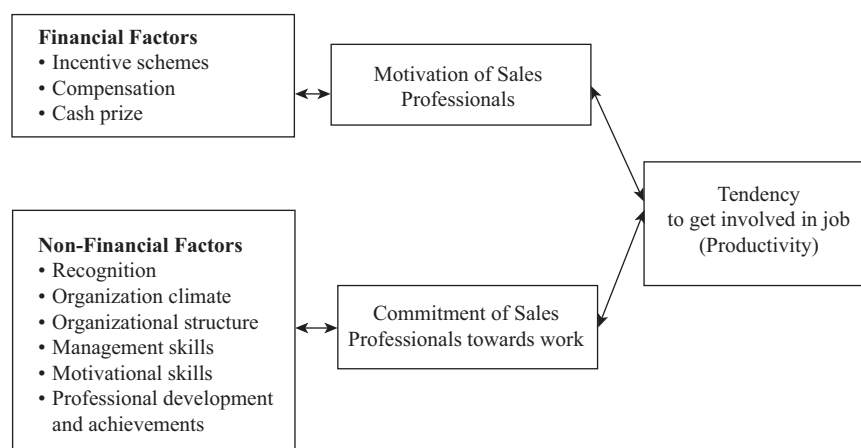 Financial Factors
• Incentive schemes
• Compensation
• Cash prize
Motivation of Sales
Professionals
Tendency
to get involved in job
(Productivity)
Non-Financial Factors
• Recognition
• Organization climate
• Organizational structure
• Management skills
• Motivational skills
• Professional development
and achievements
Commitment of Sales
Professionals towards work